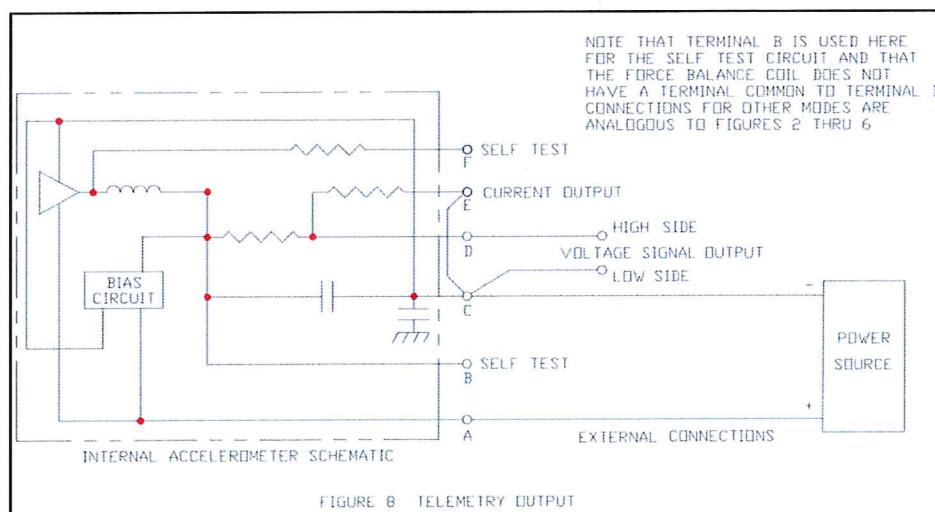 NOTE THAT TERMINAL B IS USED HERE
FOR THE SELF TEST CIRCUIT AND THAT
THE FORCE BALANCE COIL DOES NOT
HAVE A TERMINAL COMMON TO TERMINAL
CONNECTIONS FOR OTHER MODES ARE
ANALOGOUS TO FIGURES 2 THRU 6
SELF TEST
F
CURRENT OUTPUT
E
HIGH SIDE
D
VOLTAGE SIGNAL OUTPUT
LOW SIDE
BIAS
CIRCUIT
C
-
POWER
SOURCE
SELF TEST
B
+
A
EXTERNAL CONNECTIONS
INTERNAL ACCELEROMETER SCHEMATIC
FIGURE 8 TELEMETRY OUTPUT